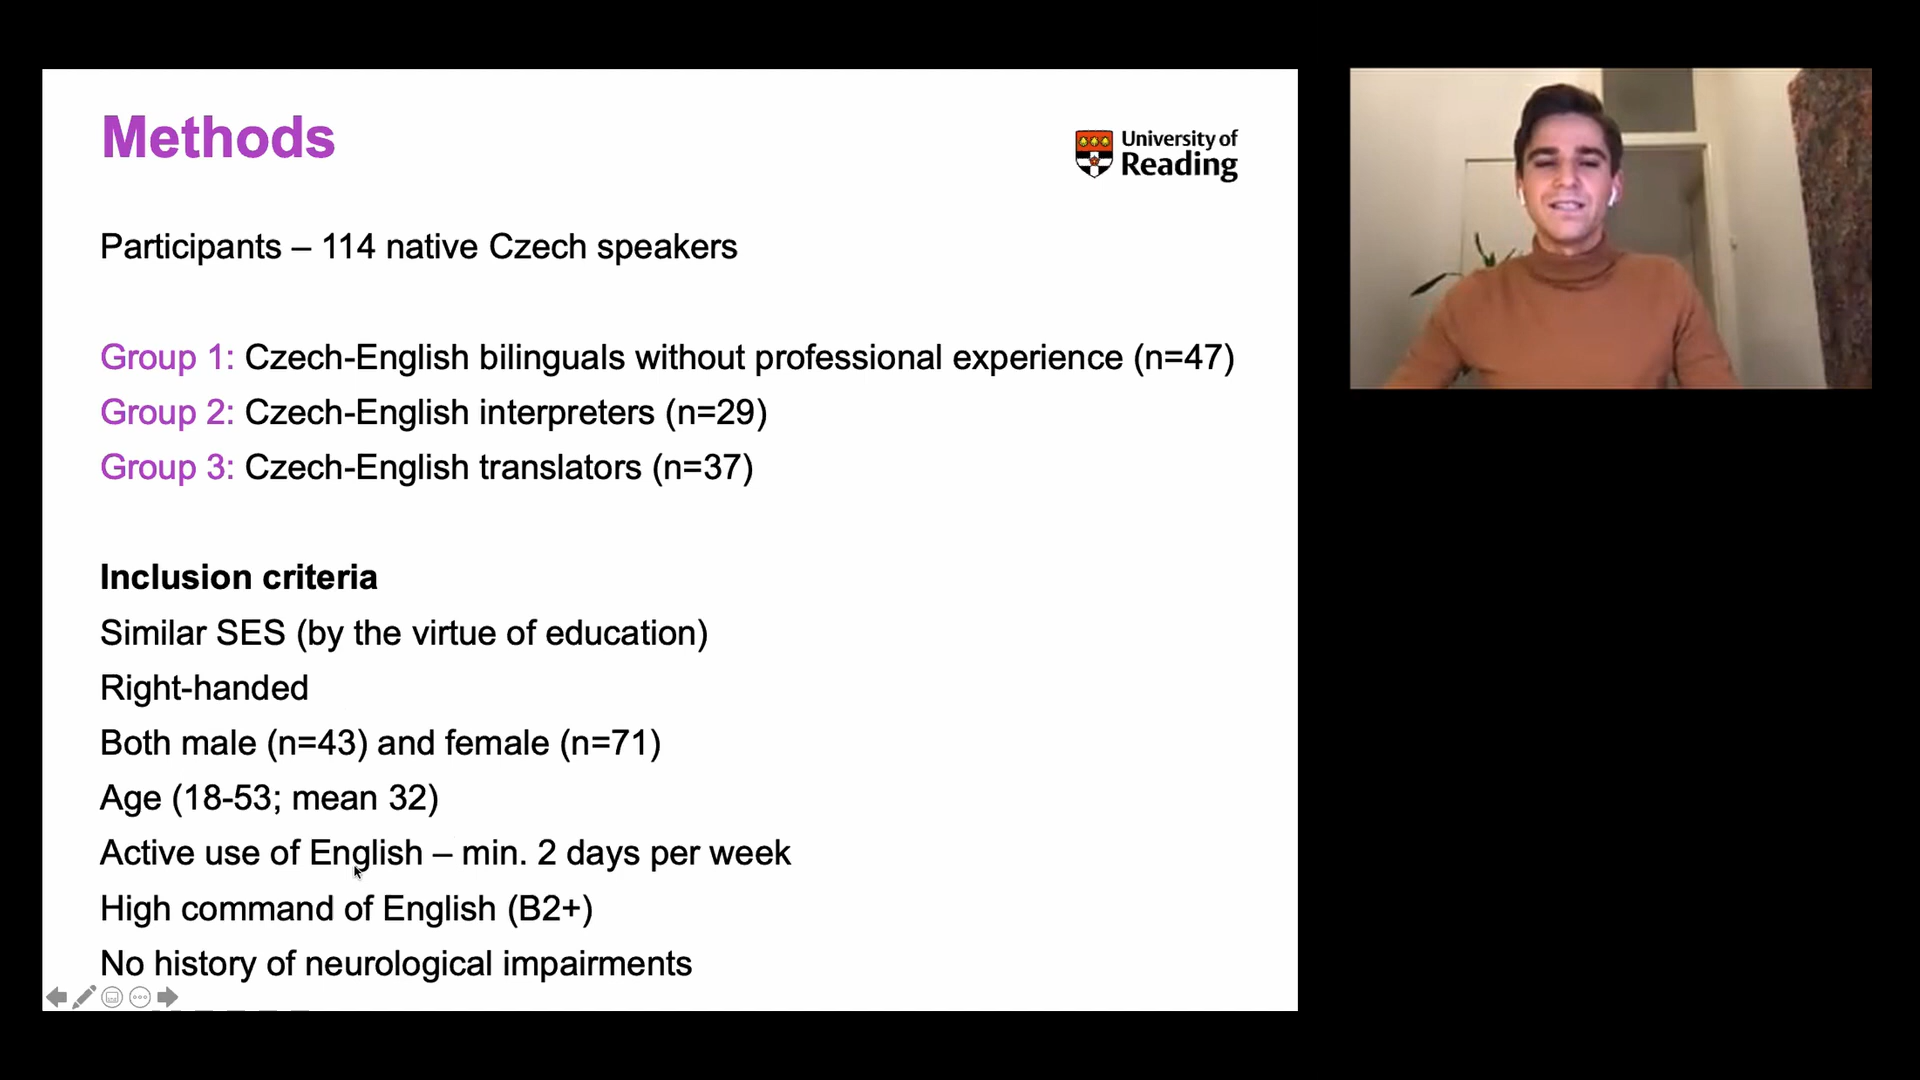 Methods
University of
Reading
Participants – 114 native Czech speakers
Group 1: Czech-English bilinguals without professional experience (n=47)
Group 2: Czech-English interpreters (n=29)
Group 3: Czech-English translators (n=37)
Inclusion criteria
Similar SES (by the virtue of education)
Right-handed
Both male (n=43) and female (n=71)
Age (18-53; mean 32)
Active use of English – min. 2 days per week
High command of English (B2+)
No history of neurological impairments